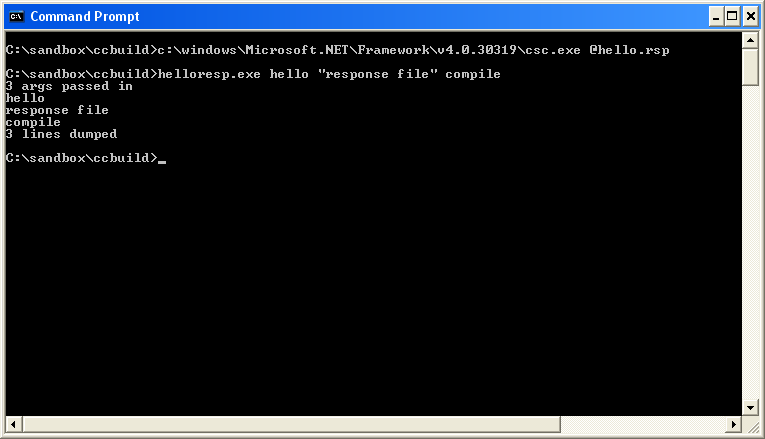 Command Prompt
C:\sandbox\ccbuild>c:\windows\Microsoft.NET\Framework\v4.0.30319\csc.exe @hello.rsp
C:\sandbox\ccbuild>helloresp.exe hello "response file" compile
3 args passed in
hello
response file
compile
3 lines dumped
C:\sandbox\ccbuild>_